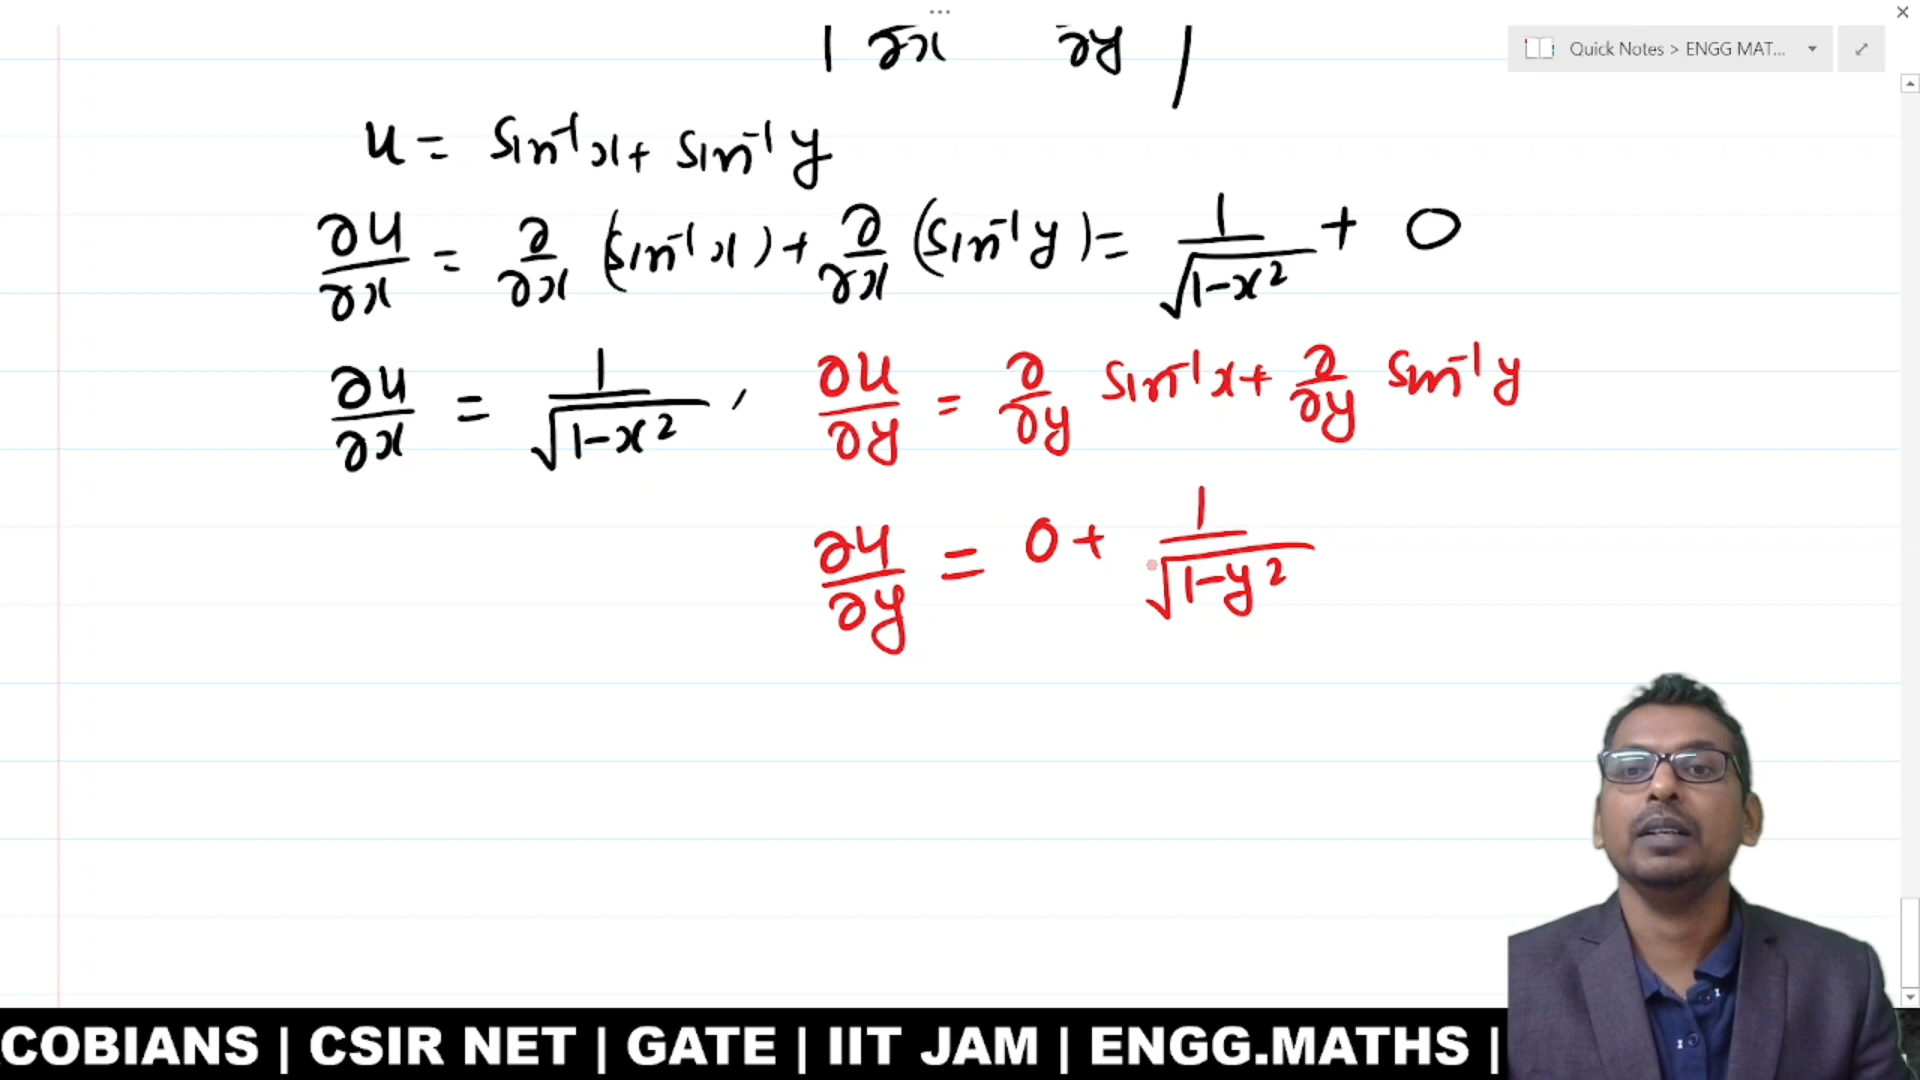 Quick Notes > ENGG MAT...
| ∂x ∂y |
u = Sin⁻¹x + Sin⁻¹y
∂u/∂x = ∂/∂x (Sin⁻¹x) + ∂/∂x (Sin⁻¹y) = 1/√(1-x²) + 0
∂u/∂x = 1/√(1-x²) , ∂u/∂y = ∂/∂y Sin⁻¹x + ∂/∂y Sin⁻¹y
∂u/∂y = 0 + 1/√(1-y²)
COBIANS | CSIR NET | GATE | IIT JAM | ENGG.MATHS |